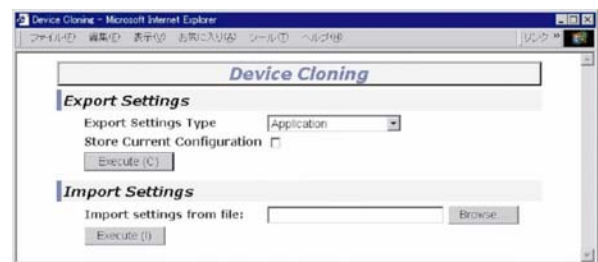 Device Cloning - Microsoft Internet Explorer
ファイル(F) 編集(E) 表示(V) お気に入り(A) ツール(T) ヘルプ(H) リンク »
Device Cloning
Export Settings
Export Settings Type Application
Store Current Configuration
Execute (C)
Import Settings
Import settings from file: Browse...
Execute (I)